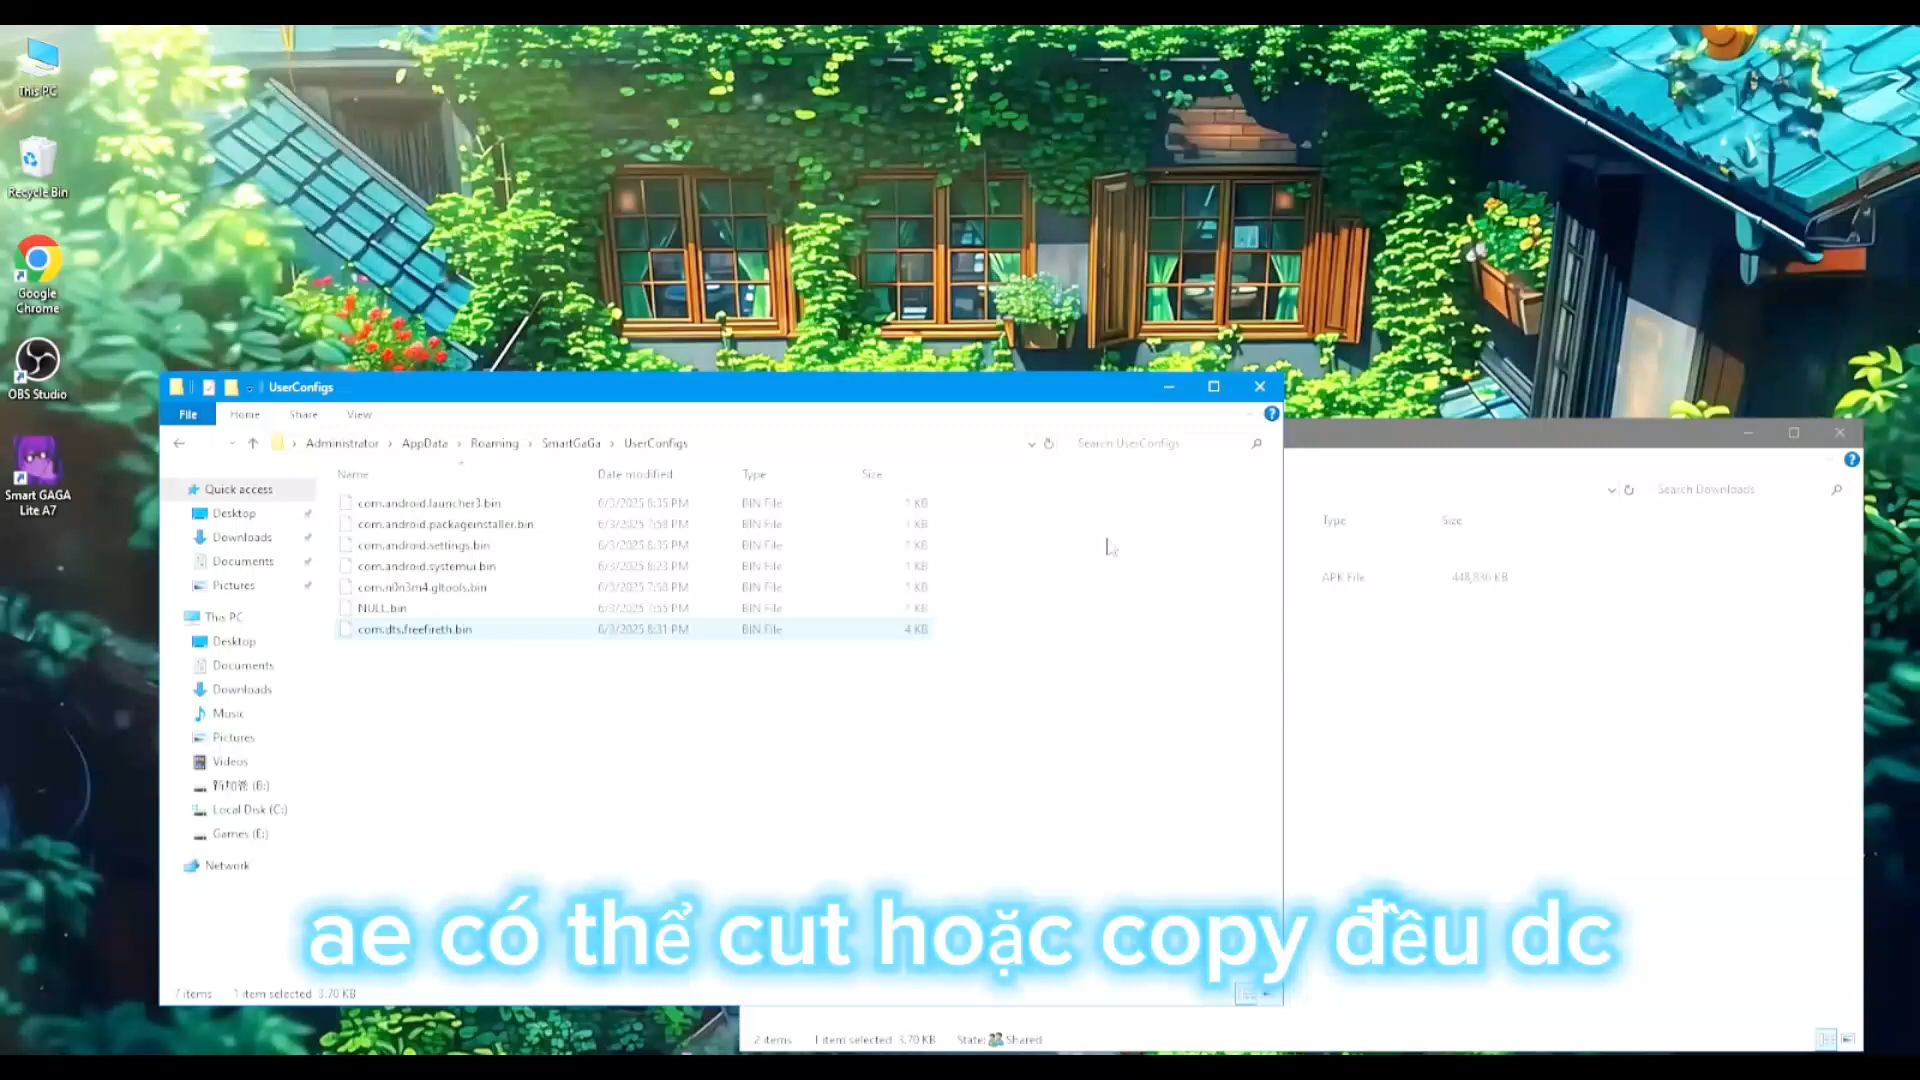 This PC
Recycle Bin
Google
Chrome
OBS Studio
Smart GAGA
Lite A7
UserConfigs
File Home Share View
Administrator › AppData › Roaming › SmartGaGa › UserConfigs
Search UserConfigs
Name Date modified Type Size
com.android.launcher3.bin 6/3/2025 8:35 PM BIN File 1 KB
com.android.packageinstaller.bin 6/3/2025 7:58 PM BIN File 1 KB
com.android.settings.bin 6/3/2025 8:35 PM BIN File 1 KB
com.android.systemui.bin 6/3/2025 8:23 PM BIN File 1 KB
com.n0n3m4.gltools.bin 6/3/2025 7:58 PM BIN File 1 KB
NULL.bin 6/3/2025 7:55 PM BIN File 1 KB
com.dts.freefireth.bin 6/3/2025 8:31 PM BIN File 4 KB
Quick access
Desktop
Downloads
Documents
Pictures
This PC
Desktop
Documents
Downloads
Music
Pictures
Videos
新加卷 (B:)
Local Disk (C:)
Games (E:)
Network
7 items 1 item selected 3.70 KB
Search Downloads
Type Size
APK File 448,836 KB
2 items 1 item selected 3.70 KB State: Shared
ae có thể cut hoặc copy đều dc